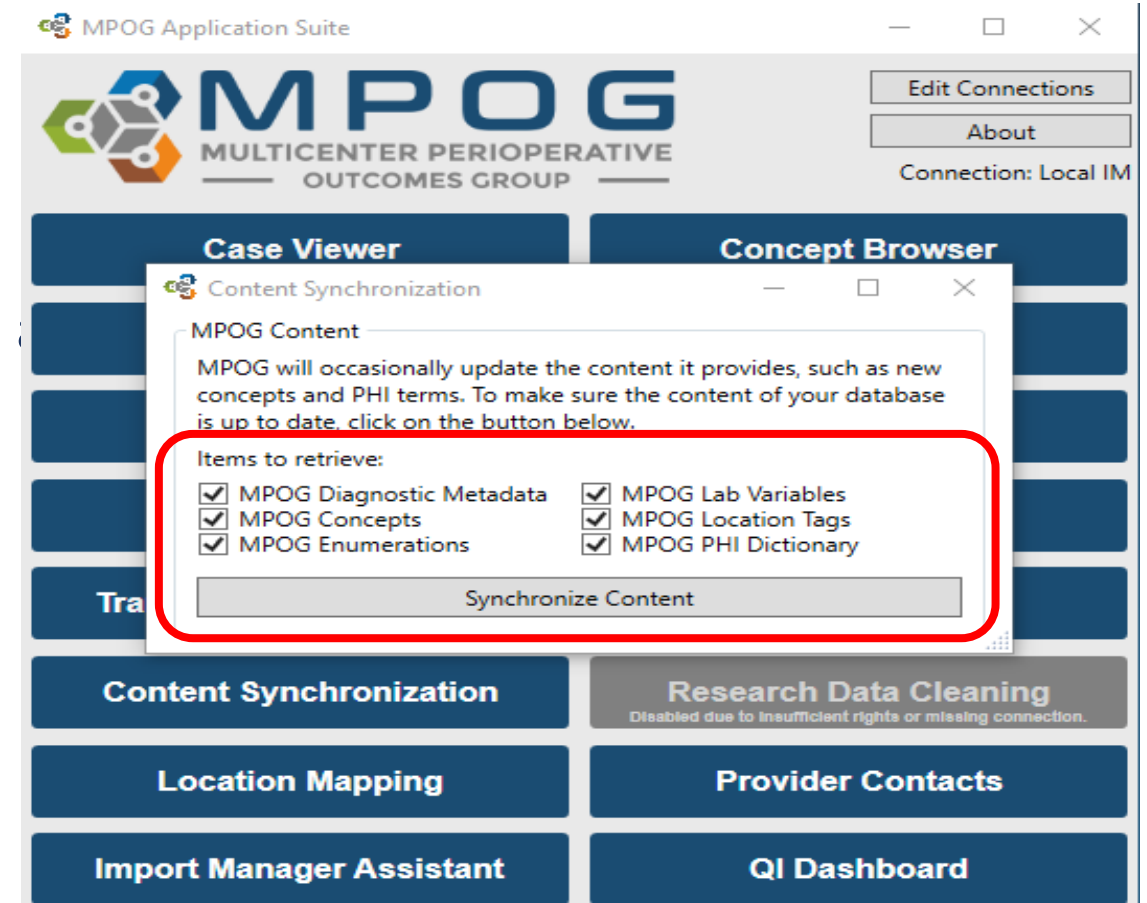 MPOG Application Suite
MPOG
MULTICENTER PERIOPERATIVE
OUTCOMES GROUP
Edit Connections
About
Connection: Local IM
Case Viewer
Concept Browser
Content Synchronization
MPOG Content
MPOG will occasionally update the content it provides, such as new
concepts and PHI terms. To make sure the content of your database
is up to date, click on the button below.
Items to retrieve:
MPOG Diagnostic Metadata
MPOG Lab Variables
MPOG Concepts
MPOG Location Tags
MPOG Enumerations
MPOG PHI Dictionary
Synchronize Content
Tra
Content Synchronization
Research Data Cleaning
Disabled due to insufficient rights or missing connection.
Location Mapping
Provider Contacts
Import Manager Assistant
QI Dashboard